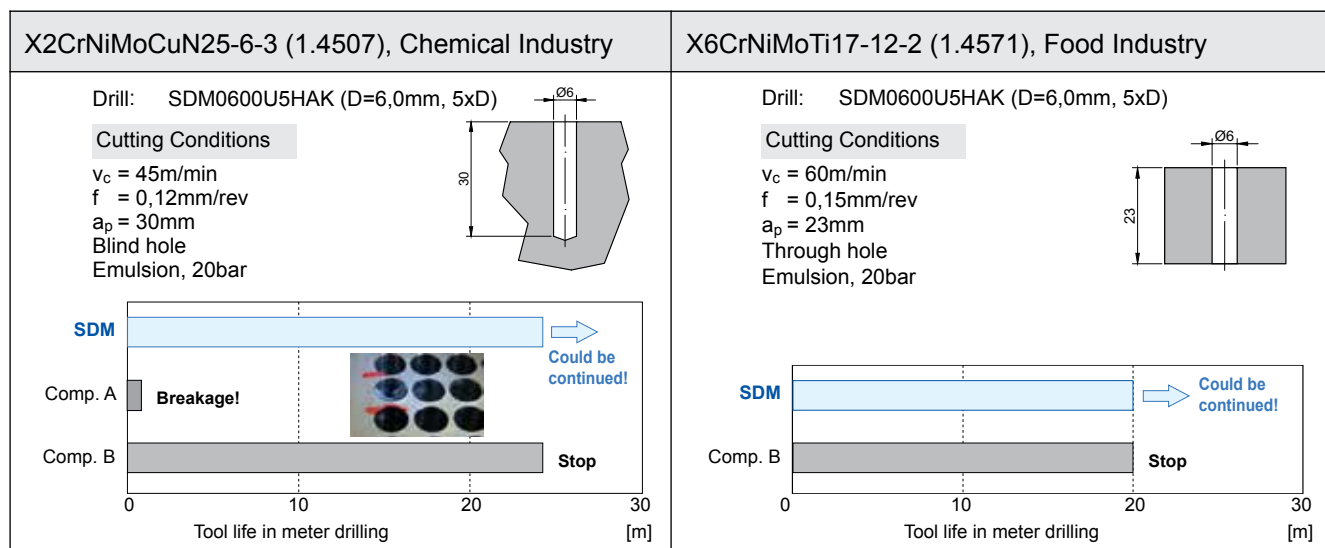 X2CrNiMoCuN25-6-3 (1.4507), Chemical Industry
Drill: SDM0600U5HAK (D=6,0mm, 5xD)
Cutting Conditions
vc = 45m/min
f = 0,12mm/rev
ap = 30mm
Blind hole
Emulsion, 20bar
Ø6
30
SDM
Could be
continued!
Comp. A
Breakage!
Comp. B
Stop
0 10 20 30
Tool life in meter drilling [m]
X6CrNiMoTi17-12-2 (1.4571), Food Industry
Drill: SDM0600U5HAK (D=6,0mm, 5xD)
Cutting Conditions
vc = 60m/min
f = 0,15mm/rev
ap = 23mm
Through hole
Emulsion, 20bar
Ø6
23
SDM
Could be
continued!
Comp. B
Stop
0 10 20 30
Tool life in meter drilling [m]